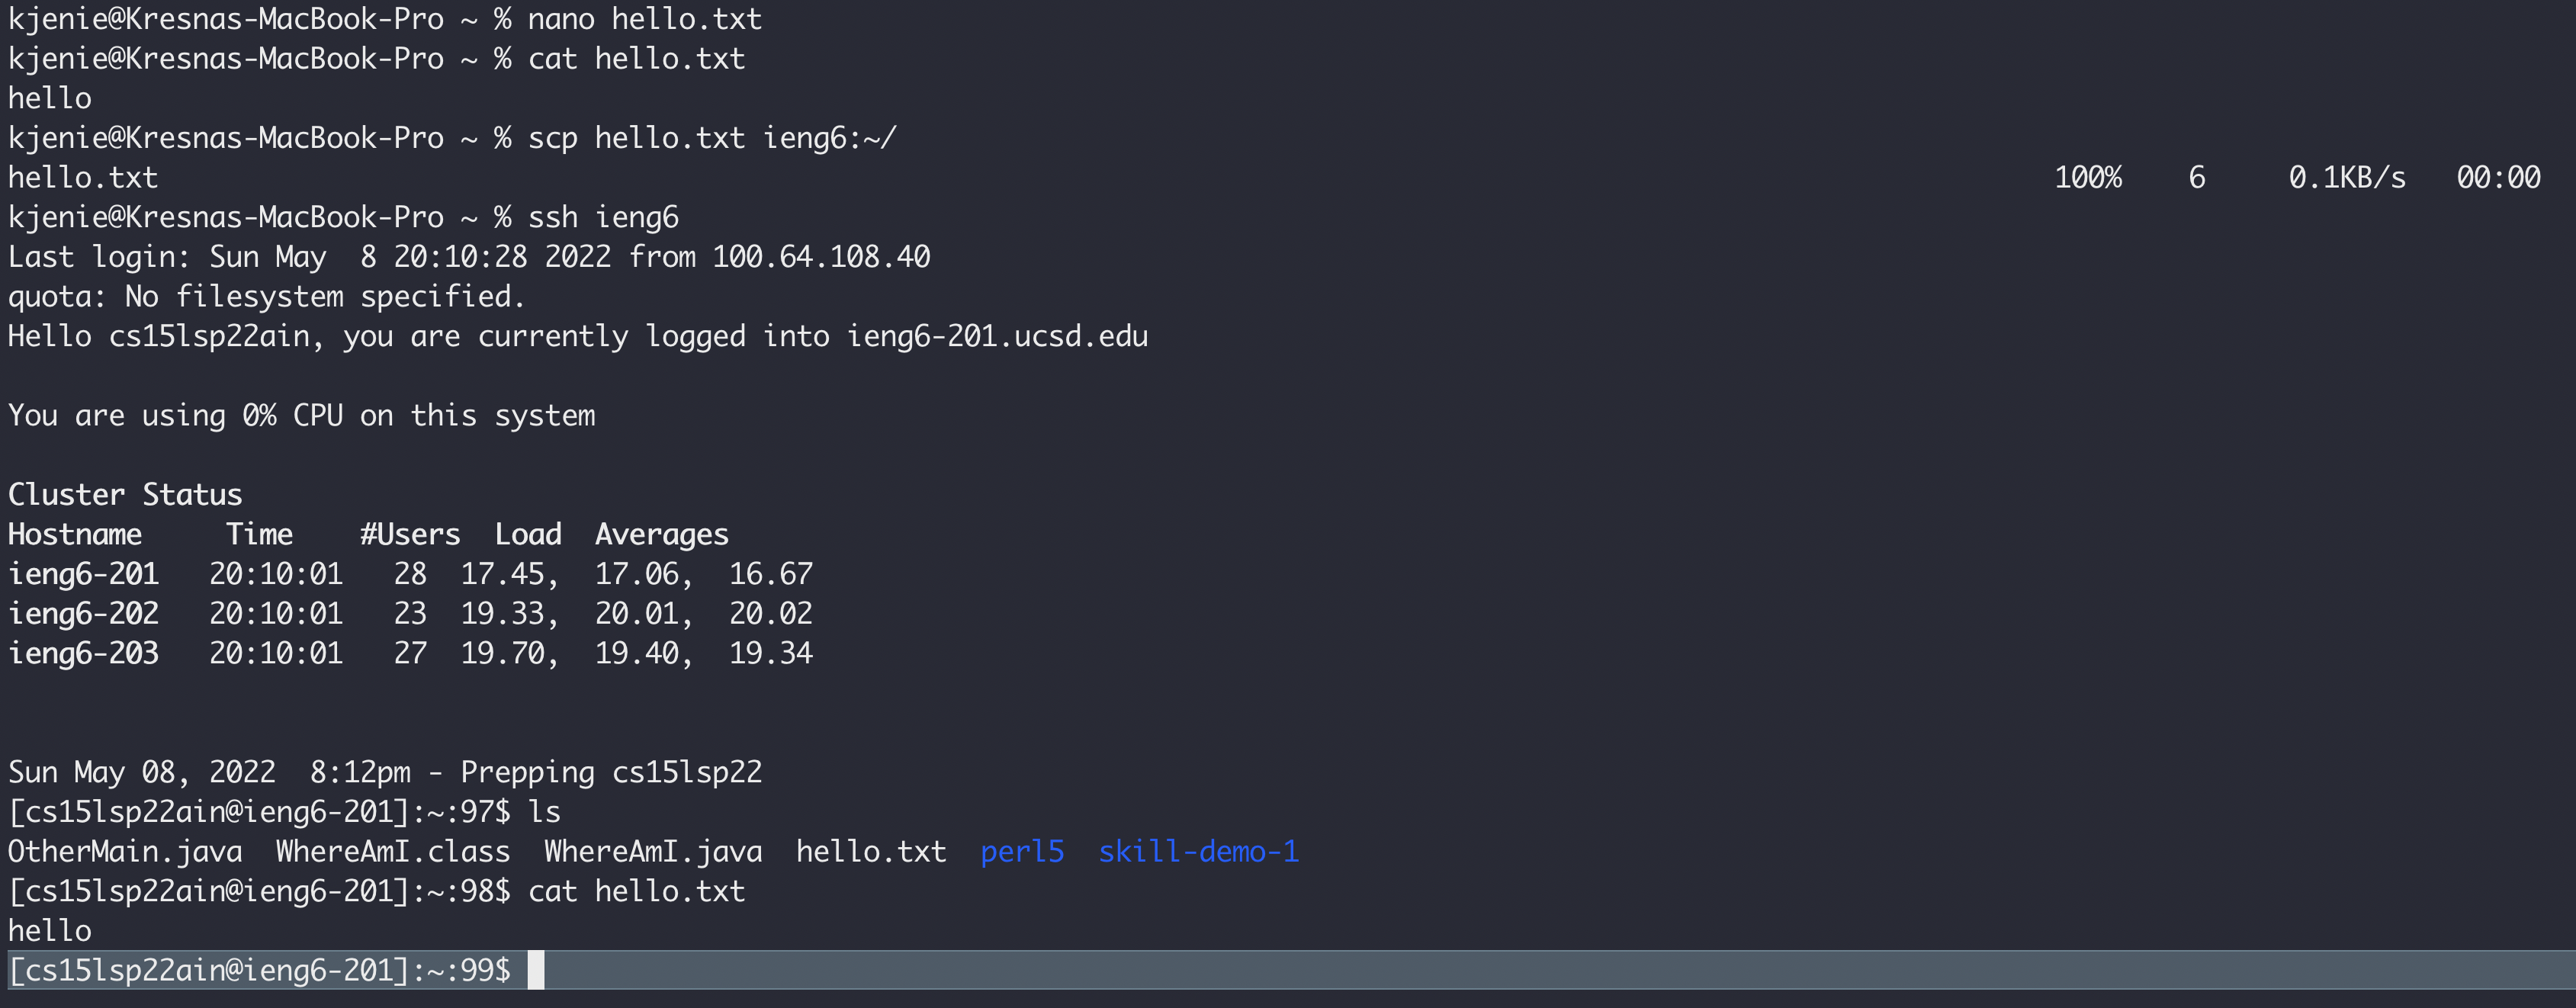 kjenie@Kresnas-MacBook-Pro ~ % nano hello.txt
kjenie@Kresnas-MacBook-Pro ~ % cat hello.txt
hello
kjenie@Kresnas-MacBook-Pro ~ % scp hello.txt ieng6:~/
hello.txt 100% 6 0.1KB/s 00:00
kjenie@Kresnas-MacBook-Pro ~ % ssh ieng6
Last login: Sun May  8 20:10:28 2022 from 100.64.108.40
quota: No filesystem specified.
Hello cs15lsp22ain, you are currently logged into ieng6-201.ucsd.edu
You are using 0% CPU on this system
Cluster Status
Hostname     Time    #Users  Load  Averages
ieng6-201   20:10:01   28  17.45,  17.06,  16.67
ieng6-202   20:10:01   23  19.33,  20.01,  20.02
ieng6-203   20:10:01   27  19.70,  19.40,  19.34
Sun May 08, 2022  8:12pm - Prepping cs15lsp22
[cs15lsp22ain@ieng6-201]:~:97$ ls
OtherMain.java  WhereAmI.class  WhereAmI.java  hello.txt  perl5  skill-demo-1
[cs15lsp22ain@ieng6-201]:~:98$ cat hello.txt
hello
[cs15lsp22ain@ieng6-201]:~:99$